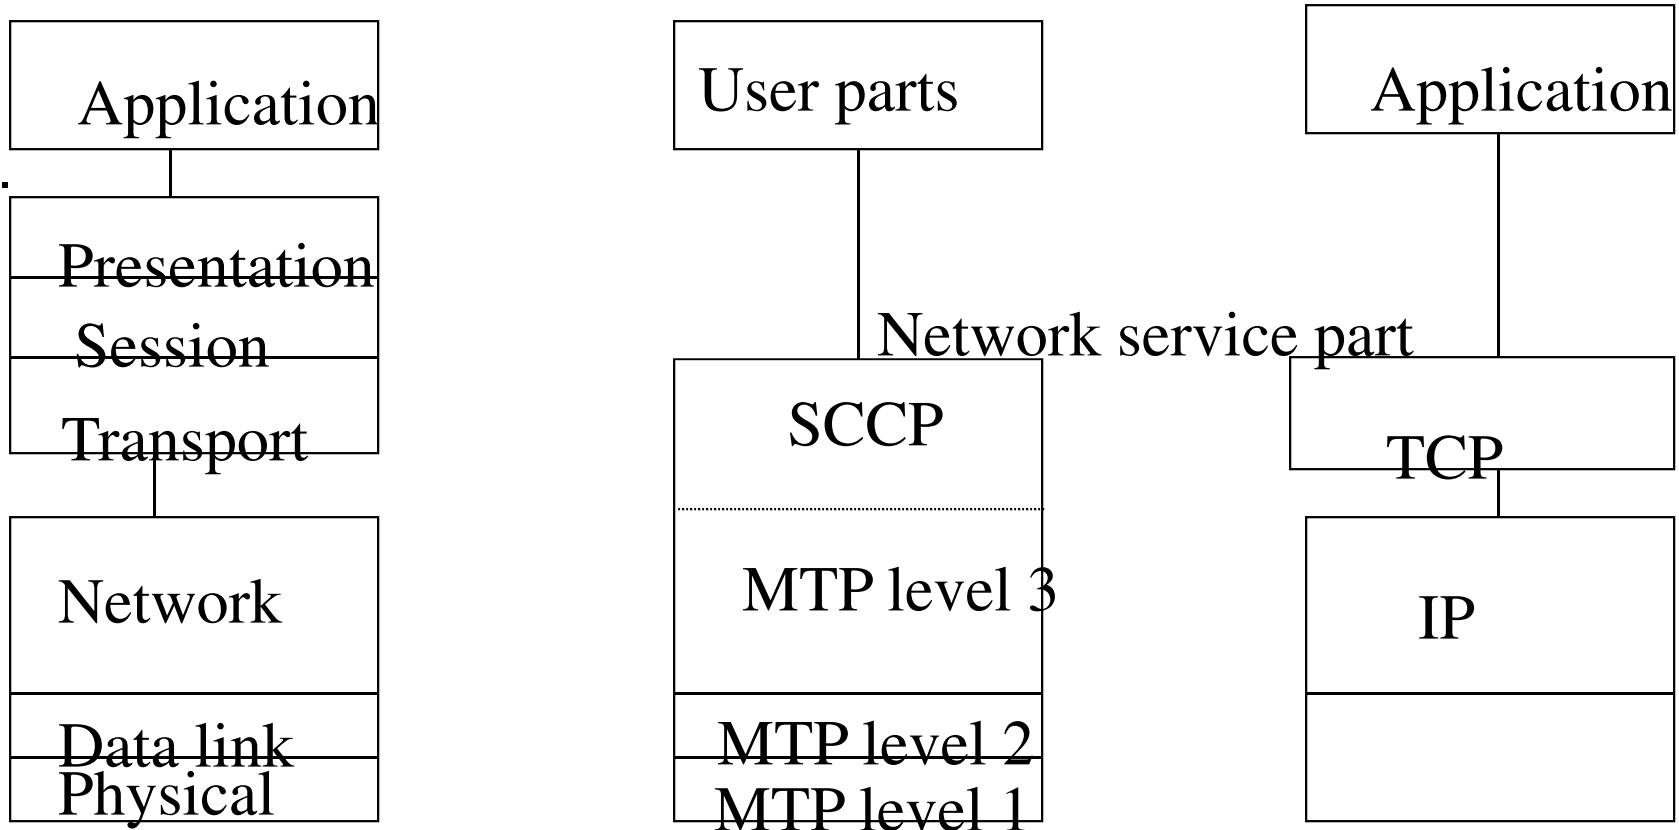 Application
Presentation
Session
Transport
Network
Data link
Physical
User parts
Network service part
SCCP
MTP level 3
MTP level 2
MTP level 1
Application
TCP
IP